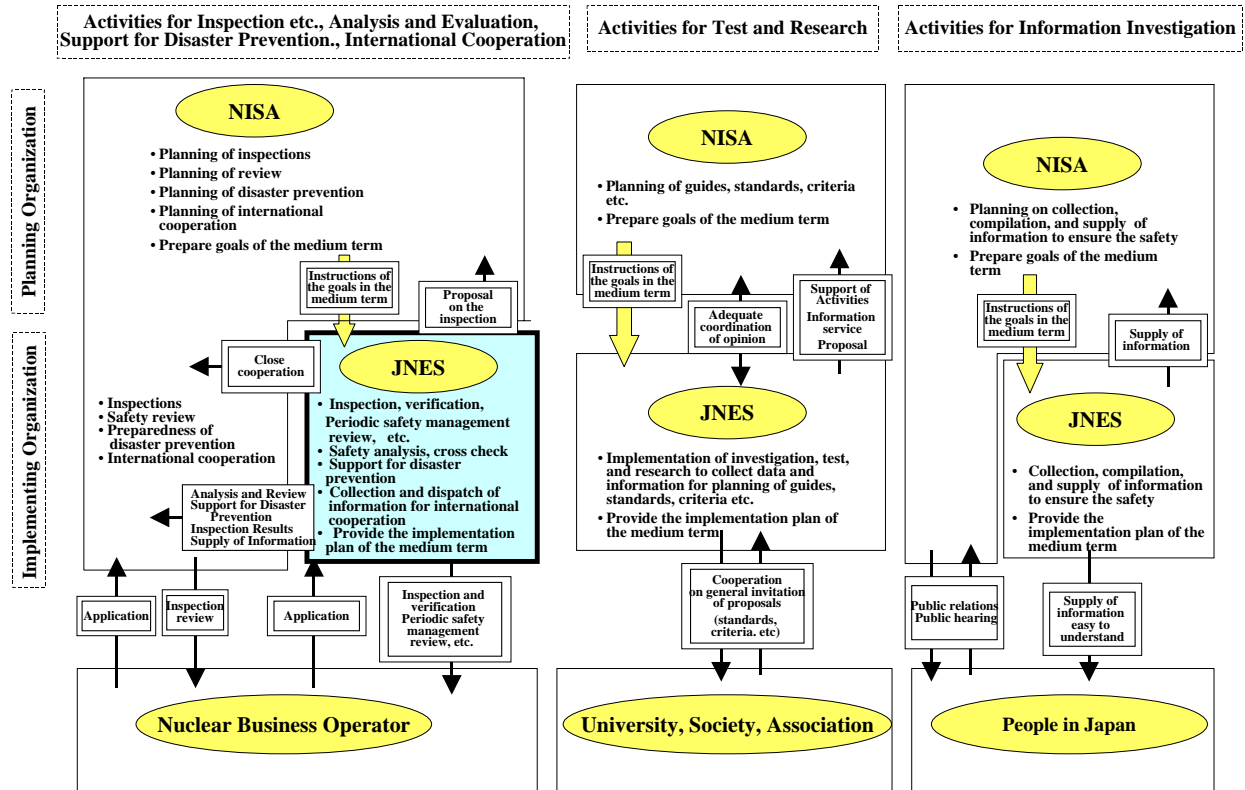 Activities for Inspection etc., Analysis and Evaluation,
Support for Disaster Prevention., International Cooperation
Activities for Test and Research
Activities for Information Investigation
Planning Organization
Implementing Organization
NISA
• Planning of inspections
• Planning of review
• Planning of disaster prevention
• Planning of international
cooperation
• Prepare goals of the medium term
Instructions of
the goals in the
medium term
Proposal
on the
inspection
Close
cooperation
JNES
• Inspections
• Safety review
• Preparedness of
disaster prevention
• International cooperation
• Inspection, verification,
Periodic safety management
review, etc.
• Safety analysis, cross check
• Support for disaster
prevention
• Collection and dispatch of
information for international
cooperation
• Provide the implementation
plan of the medium term
Analysis and Review
Support for Disaster
Prevention
Inspection Results
Supply of Information
Application
Inspection
review
Application
Inspection and
verification
Periodic safety
management
review, etc.
Nuclear Business Operator
NISA
• Planning of guides, standards, criteria
etc.
• Prepare goals of the medium term
Instructions of
the goals in the
medium term
Adequate
coordination
of opinion
Support of
Activities
Information
service
Proposal
JNES
• Implementation of investigation, test,
and research to collect data and
information for planning of guides,
standards, criteria etc.
• Provide the implementation plan of
the medium term
Cooperation
on general invitation
of proposals
(standards,
criteria. etc)
University, Society, Association
NISA
• Planning on collection,
compilation, and supply of
information to ensure the safety
• Prepare goals of the medium
term
Instructions of
the goals in the
medium term
Supply of
information
JNES
• Collection, compilation,
and supply of information
to ensure the safety
• Provide the
implementation plan of the
medium term
Public relations
Public hearing
Supply of
information
easy to
understand
People in Japan